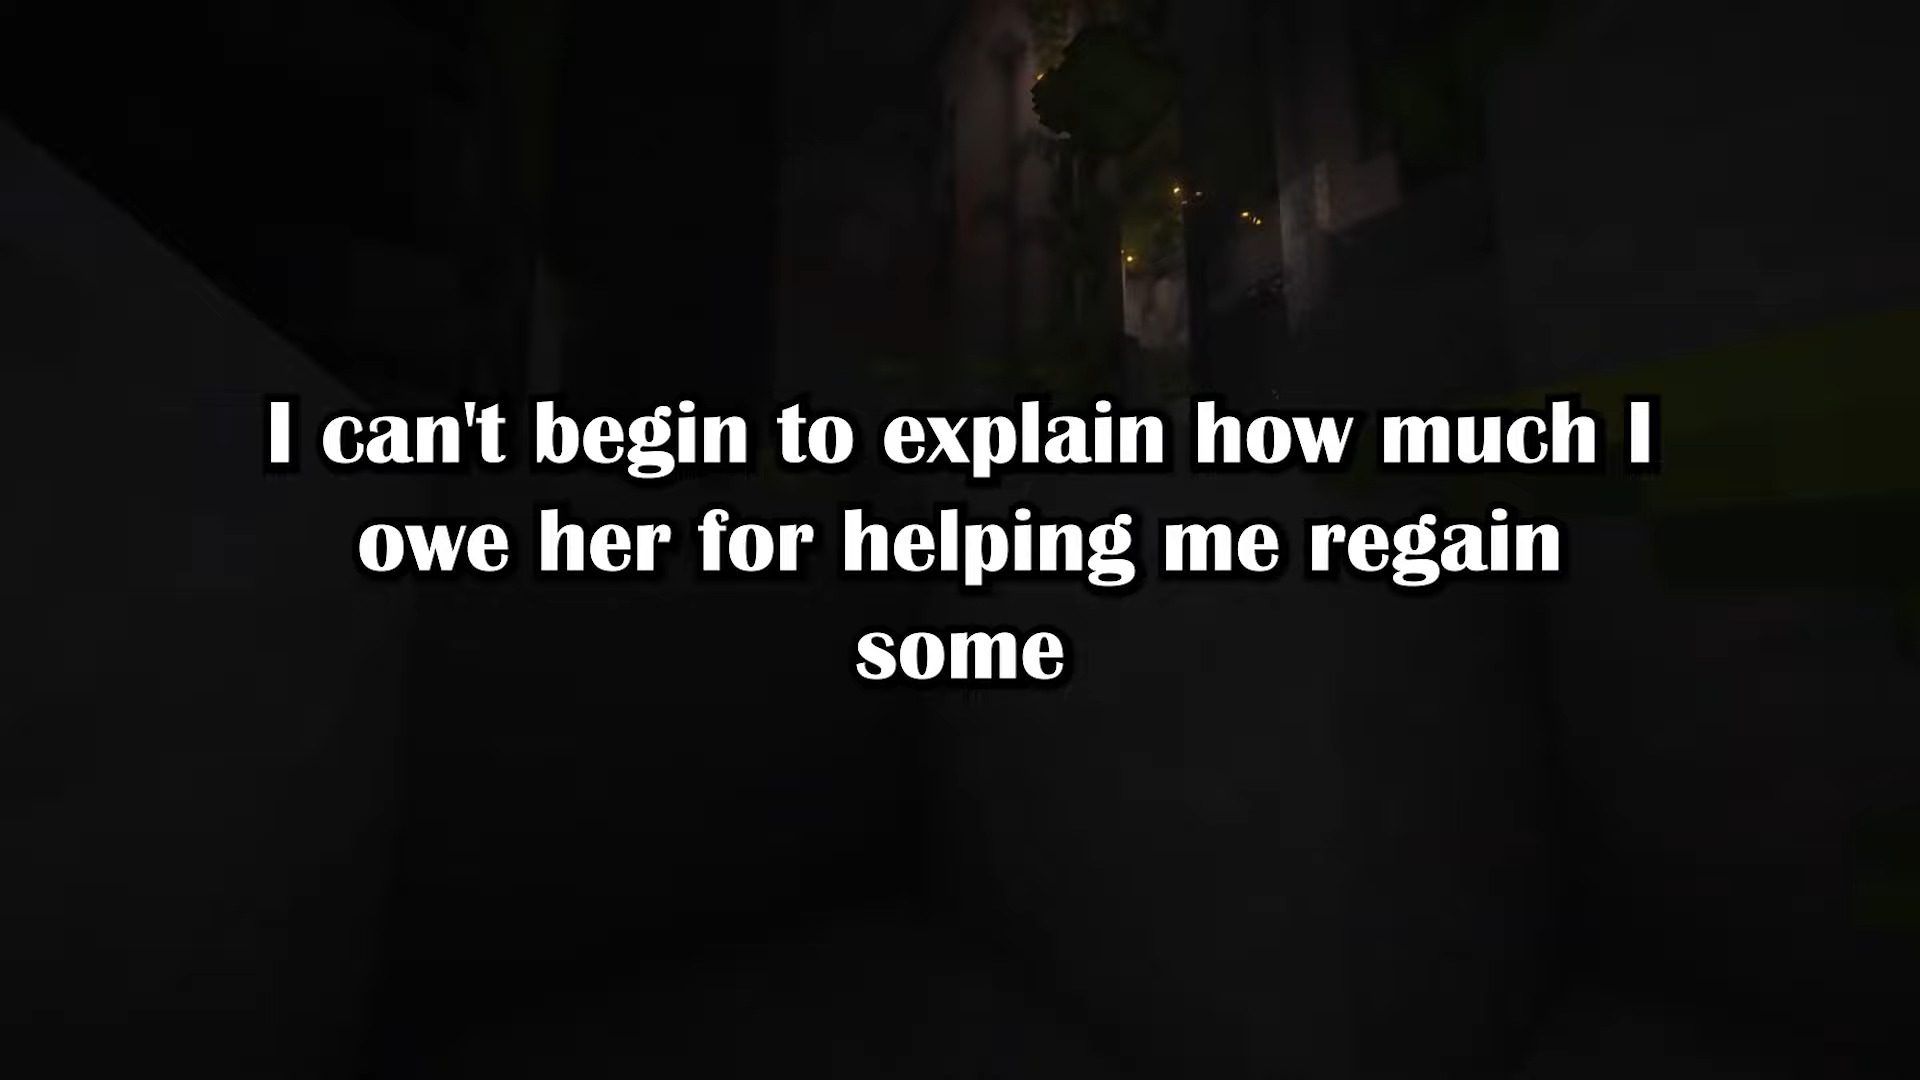 I can't begin to explain how much I
owe her for helping me regain
some